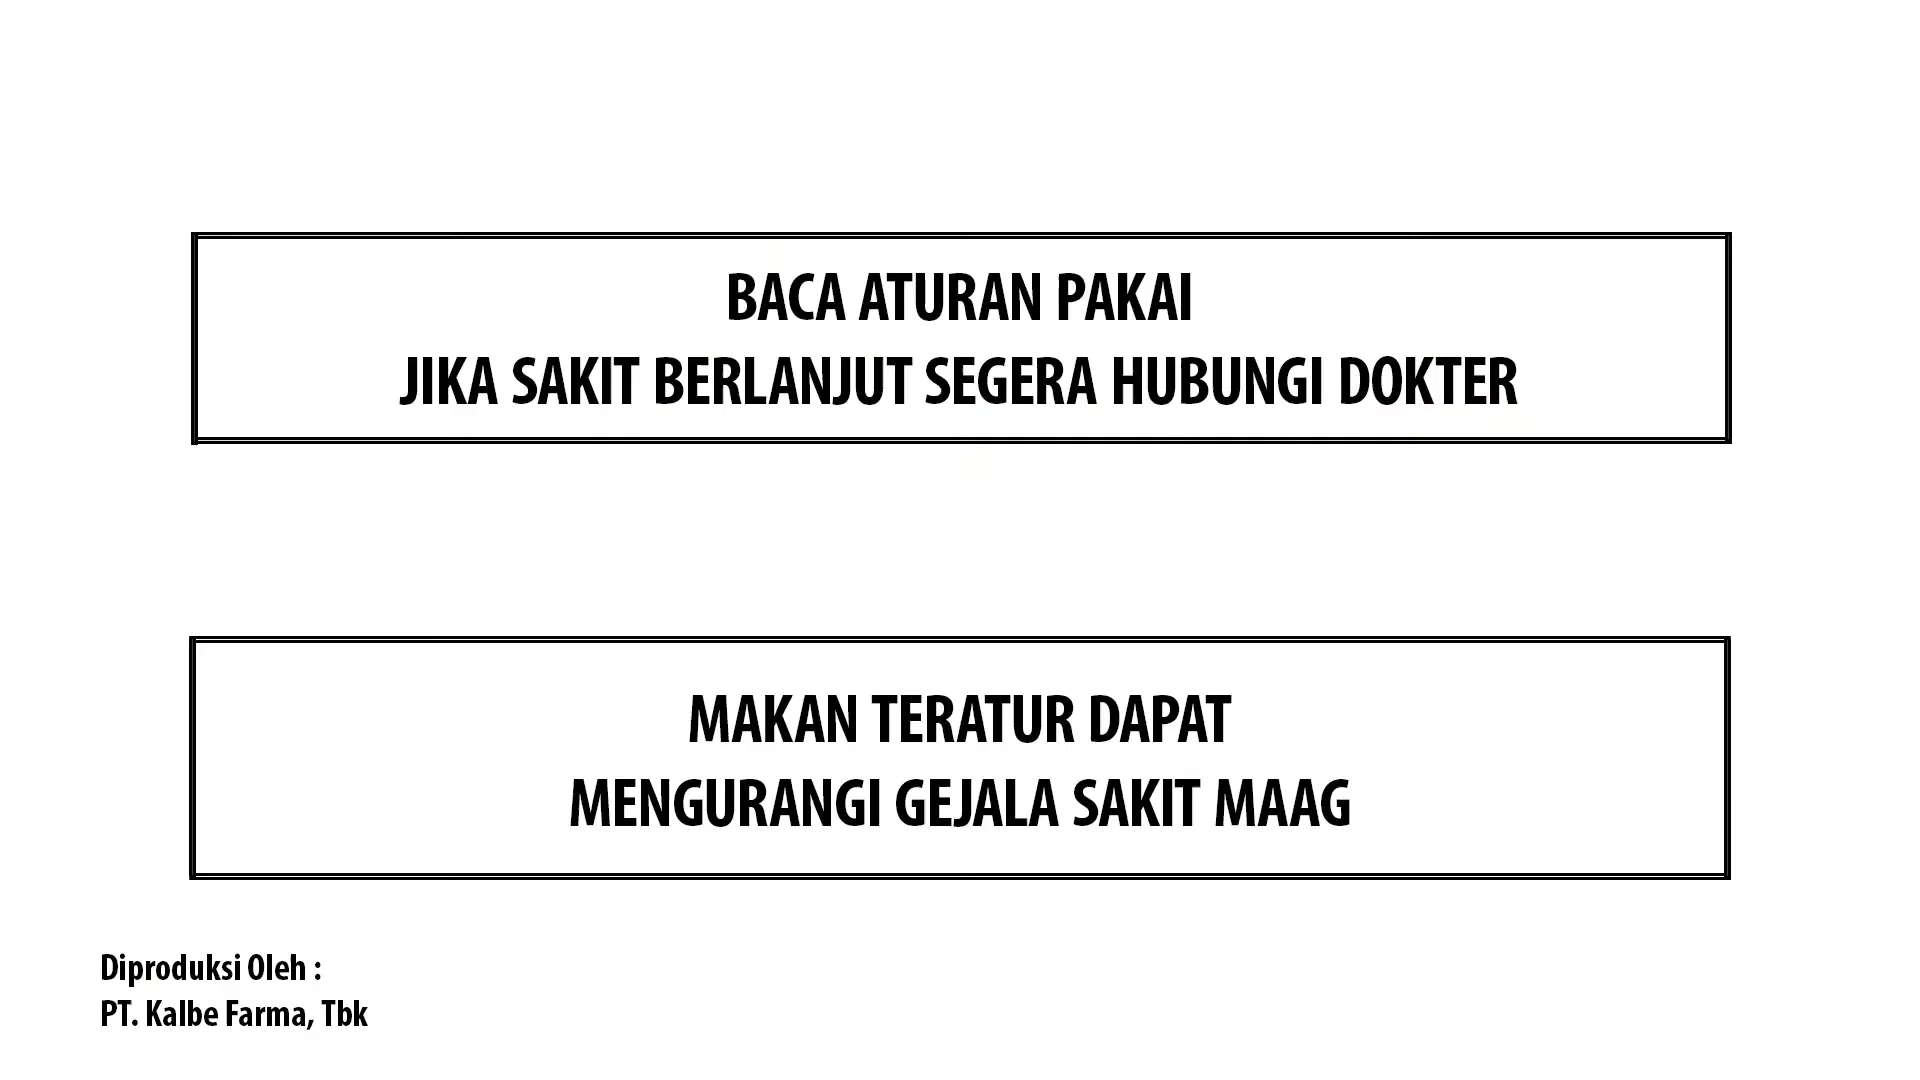 BACA ATURAN PAKAI
JIKA SAKIT BERLANJUT SEGERA HUBUNGI DOKTER
MAKAN TERATUR DAPAT
MENGURANGI GEJALA SAKIT MAAG
Diproduksi Oleh :
PT. Kalbe Farma, Tbk